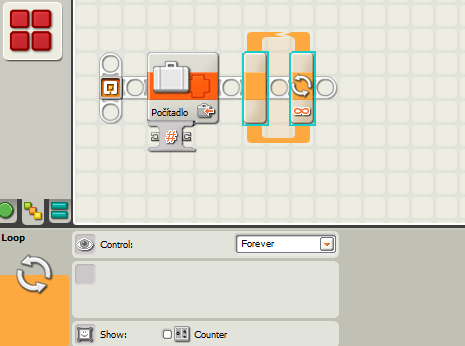 Počítadlo
#
Loop
Control:
Forever
Show:
Counter